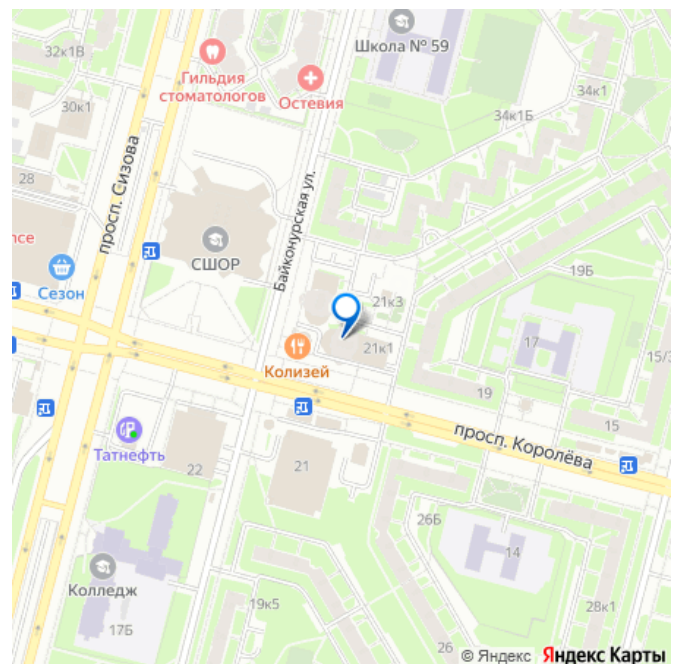 Школа № 59
32к1В
Гильдия
стоматологов
Остевия
34к1
34к1Б
30к1
просп. Сизова
28
Байконурская ул.
nce
СШОР
Сезон
19Б
21к3
17
21к1
15/3
Колизей
19
15
просп. Королёва
Татнефть
22
21
26Б
14
Колледж
19к5
28к1
17Б
26
© Яндекс Яндекс Карты